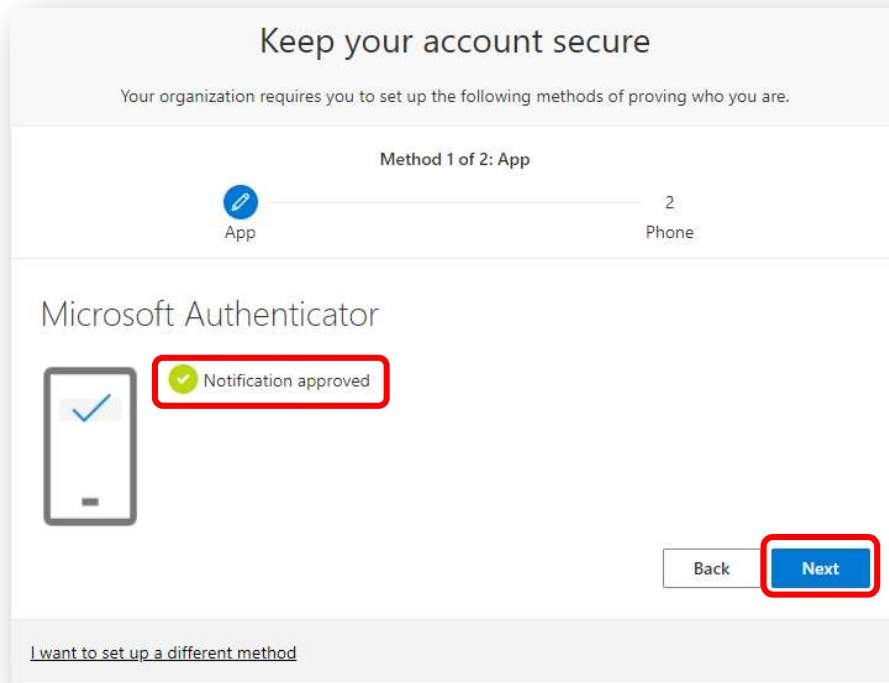 Keep your account secure
Your organization requires you to set up the following methods of proving who you are.
Method 1 of 2: App
2
App
Phone
Microsoft Authenticator
Notification approved
Back
Next
I want to set up a different method